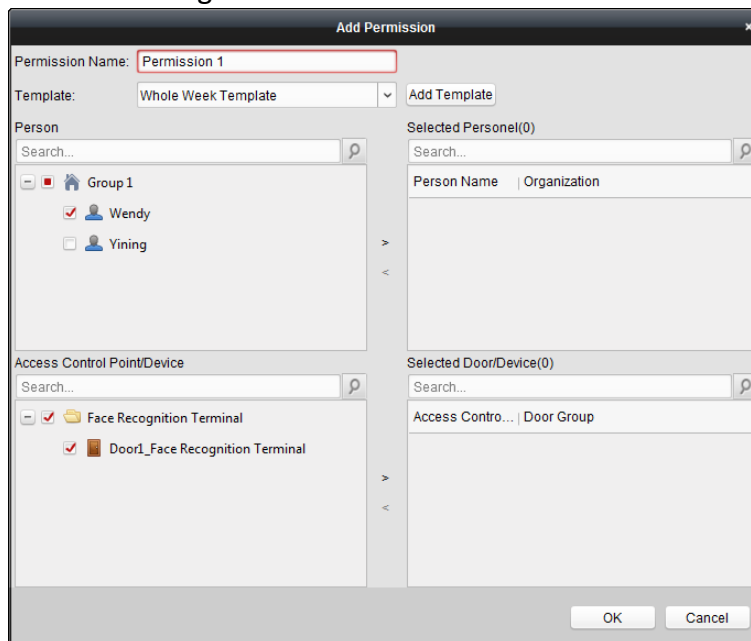 Add Permission
Permission Name: Permission 1
Template: Whole Week Template Add Template
Person
Search...
Group 1
Wendy
Yining
Selected Personel(0)
Search...
Person Name Organization
>
<
Access Control Point/Device
Search...
Face Recognition Terminal
Door1_Face Recognition Terminal
Selected Door/Device(0)
Search...
Access Contro... Door Group
>
<
OK Cancel